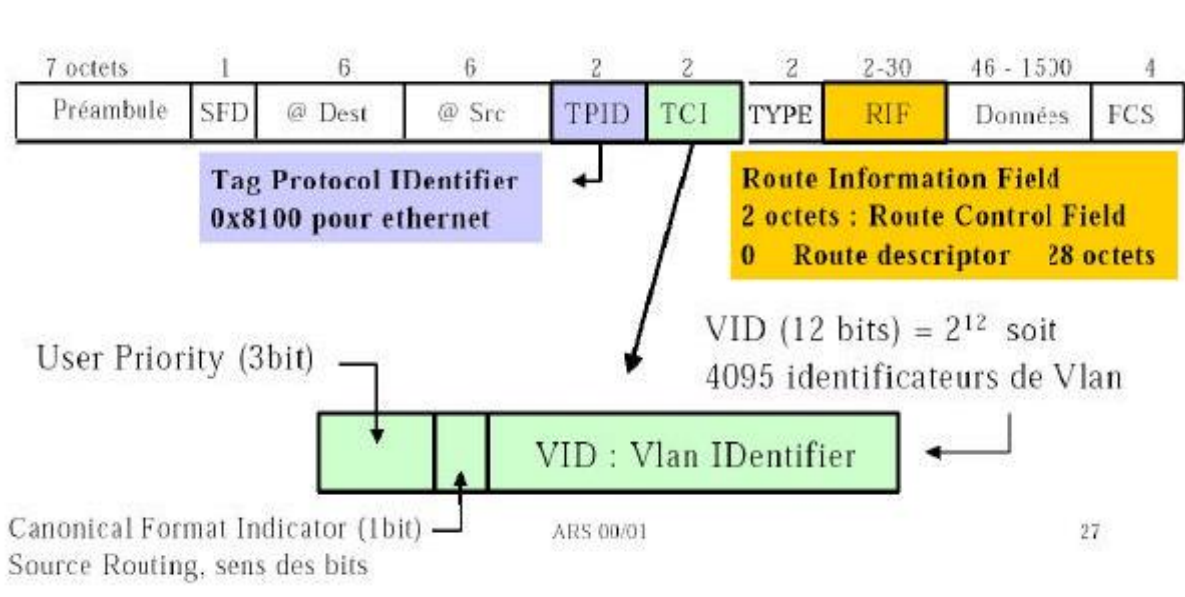 7 octets 1 6 6 2 2 2 2-30 46 - 1500 4
Préambule SFD @ Dest @ Src TPID TCI TYPE RIF Données FCS
Tag Protocol IDentifier
0x8100 pour ethernet
Route Information Field
2 octets : Route Control Field
0 Route descriptor 28 octets
VID (12 bits) = 2¹² soit
4095 identificateurs de Vlan
User Priority (3bit)
VID : Vlan IDentifier
Canonical Format Indicator (1bit)
Source Routing, sens des bits
ARS 00/01
27